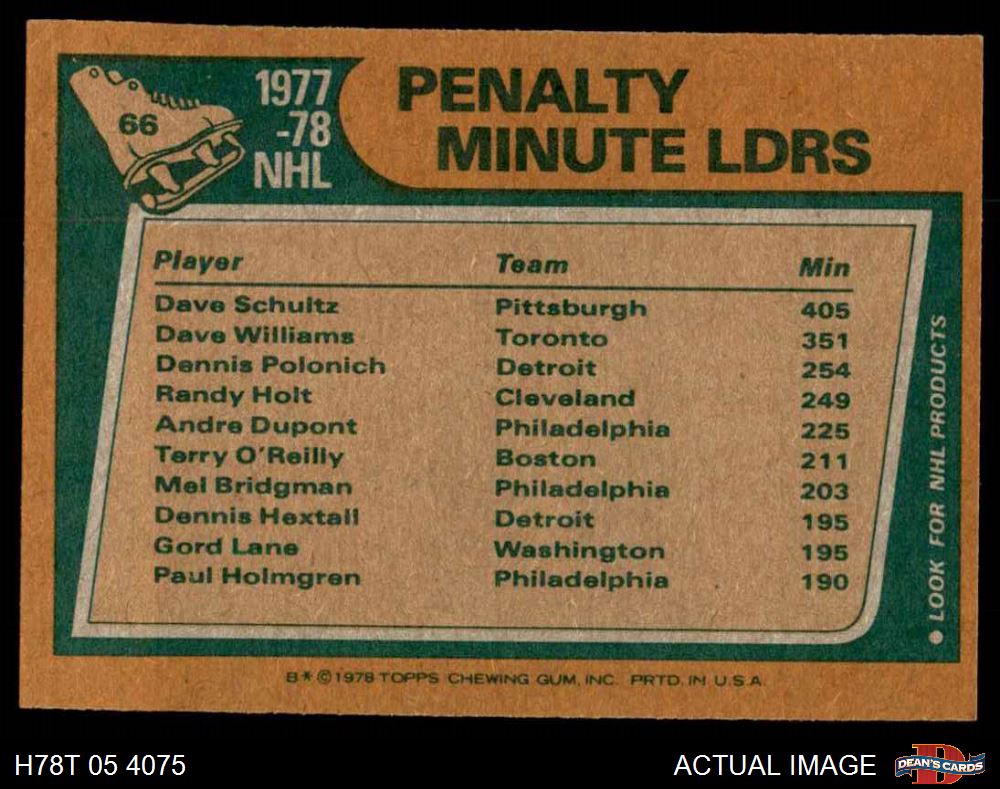 66
1977
-78
NHL
PENALTY
MINUTE LDRS
Player Team Min
Dave Schultz Pittsburgh 405
Dave Williams Toronto 351
Dennis Polonich Detroit 254
Randy Holt Cleveland 249
Andre Dupont Philadelphia 225
Terry O'Reilly Boston 211
Mel Bridgman Philadelphia 203
Dennis Hextall Detroit 195
Gord Lane Washington 195
Paul Holmgren Philadelphia 190
● LOOK FOR NHL PRODUCTS
B* © 1978 TOPPS CHEWING GUM, INC. PRTD. IN U.S.A.
H78T 05 4075 ACTUAL IMAGE
D
DEAN'S CARDS